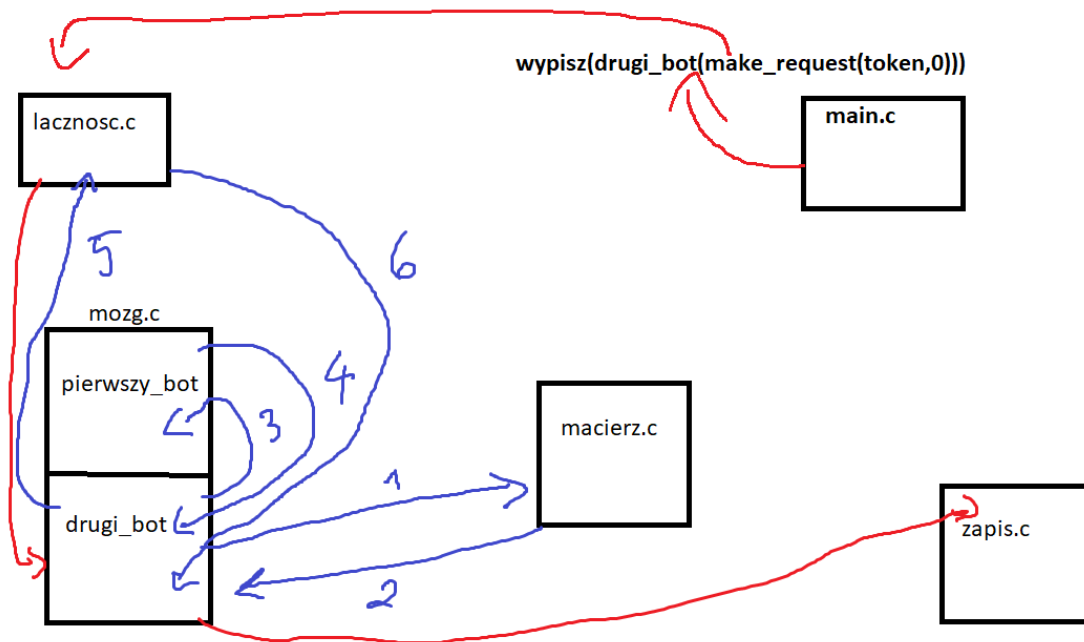 wypisz(drugi_bot(make_request(token,0)))
lacznosc.c
main.c
5
6
mozg.c
pierwszy_bot
4
3
macierz.c
1
drugi_bot
zapis.c
2